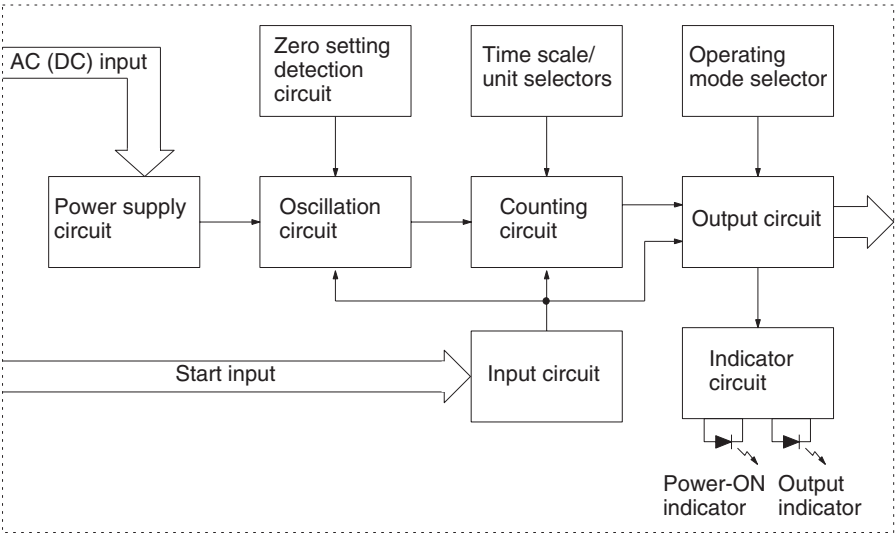 AC (DC) input
Zero setting
detection
circuit
Time scale/
unit selectors
Operating
mode selector
Power supply
circuit
Oscillation
circuit
Counting
circuit
Output circuit
Start input
Input circuit
Indicator
circuit
Power-ON
indicator
Output
indicator